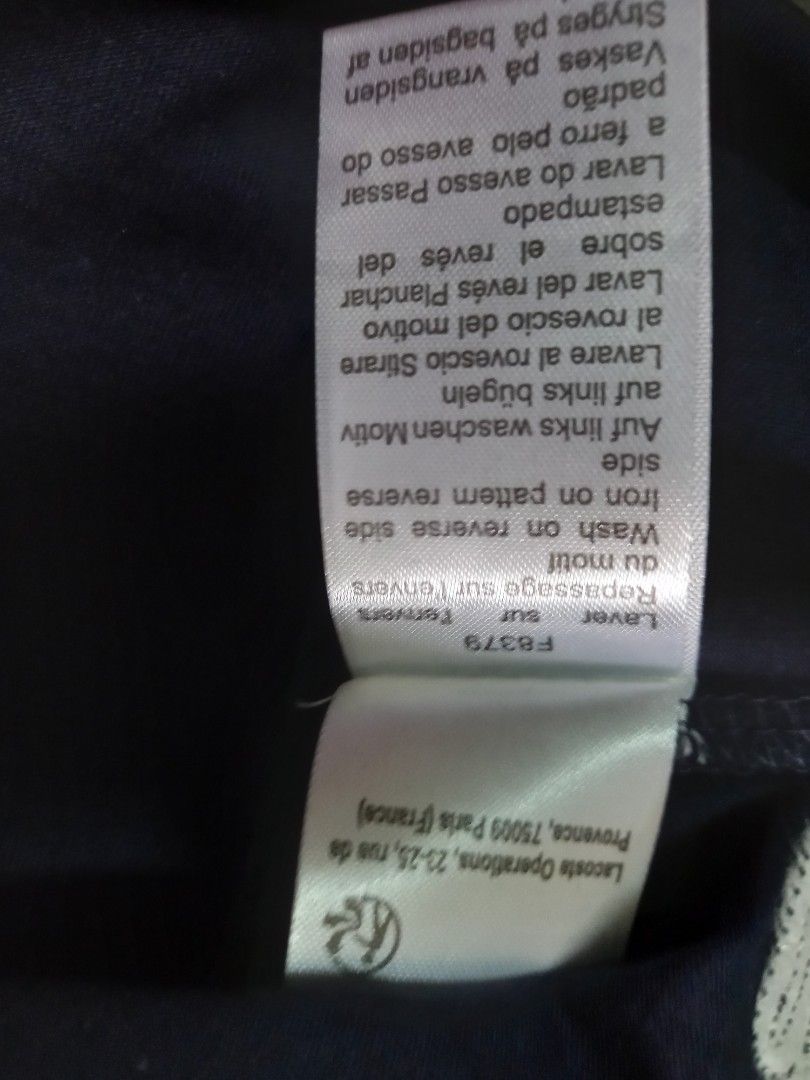 Lacoste Operations, 23-25, rue de
Provence, 75009 Paris (France)
F8379
Laver sur l'envers
Repassage sur l'envers
du motif
Wash on reverse side
Iron on pattern reverse
side
Auf links waschen Motiv
auf links bügeln
Lavare al rovescio Stirare
al rovescio del motivo
Lavar del revés Planchar
sobre el revés del
estampado
Lavar do avesso Passar
a ferro pelo avesso do
padrão
Vaskes på vrangsiden
Stryges på bagsiden af